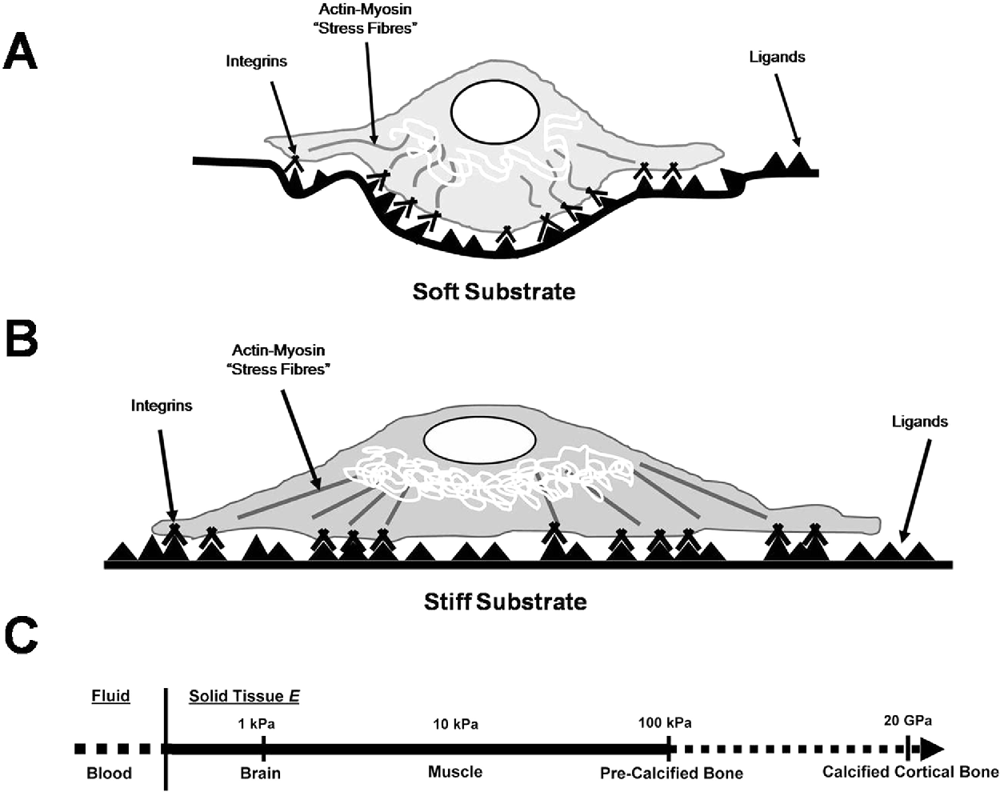 A
Actin-Myosin
“Stress Fibres”
Integrins
Ligands
Soft Substrate
B
Actin-Myosin
“Stress Fibres”
Integrins
Ligands
Stiff Substrate
C
Fluid
Solid Tissue E
1 kPa
10 kPa
100 kPa
20 GPa
Blood
Brain
Muscle
Pre-Calcified Bone
Calcified Cortical Bone